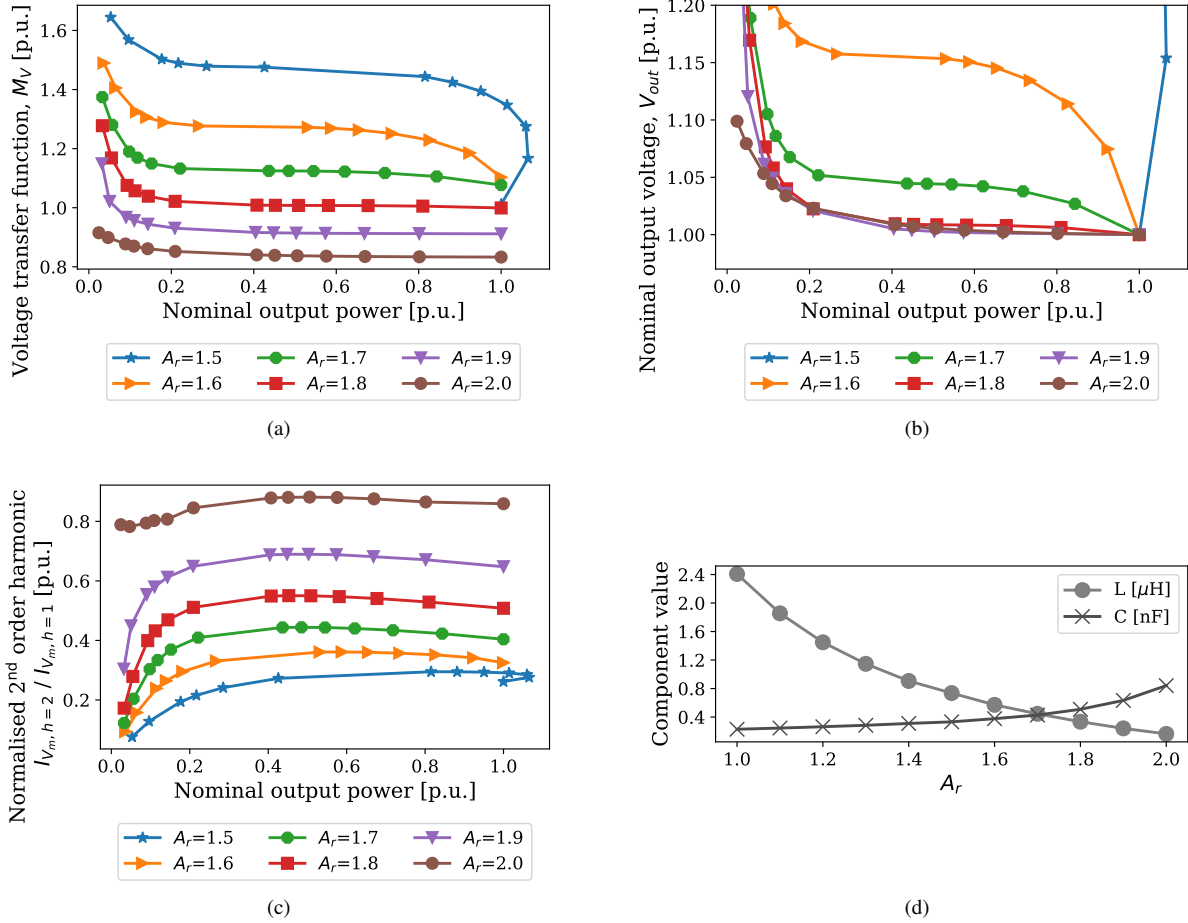 Voltage transfer function, M_V [p.u.]
1.6
1.4
1.2
1.0
0.8
0.0 0.2 0.4 0.6 0.8 1.0
Nominal output power [p.u.]
A_r=1.5 A_r=1.7 A_r=1.9
A_r=1.6 A_r=1.8 A_r=2.0
(a)
Nominal output voltage, V_out [p.u.]
1.20
1.15
1.10
1.05
1.00
0.0 0.2 0.4 0.6 0.8 1.0
Nominal output power [p.u.]
A_r=1.5 A_r=1.7 A_r=1.9
A_r=1.6 A_r=1.8 A_r=2.0
(b)
Normalised 2nd order harmonic
I_{V_m, h=2} / I_{V_m, h=1} [p.u.]
0.8
0.6
0.4
0.2
0.0 0.2 0.4 0.6 0.8 1.0
Nominal output power [p.u.]
A_r=1.5 A_r=1.7 A_r=1.9
A_r=1.6 A_r=1.8 A_r=2.0
(c)
Component value
2.4
2.0
1.6
1.2
0.8
0.4
L [μH]
C [nF]
1.0 1.2 1.4 1.6 1.8 2.0
A_r
(d)